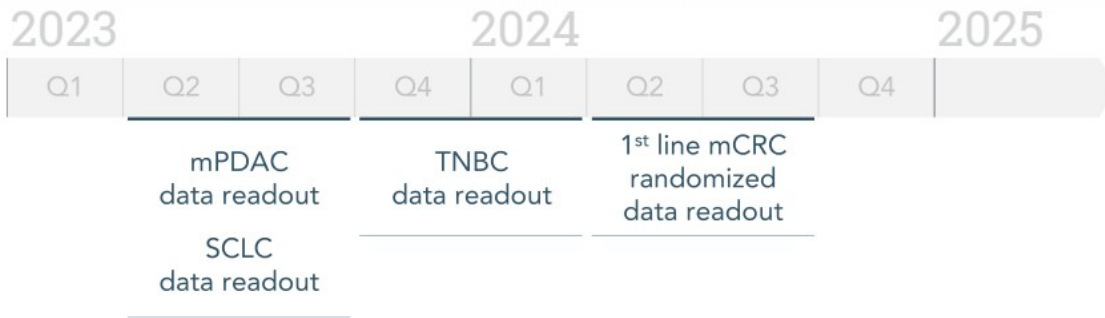 2023 2024 2025
Q1 Q2 Q3 Q4 Q1 Q2 Q3 Q4
mPDAC
data readout
SCLC
data readout
TNBC
data readout
1st line mCRC
randomized
data readout